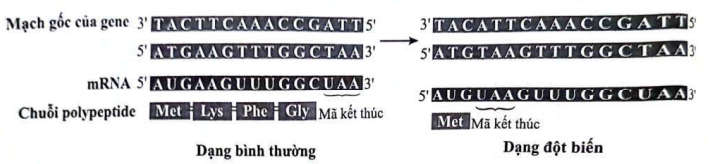 Mạch gốc của gene 3' TACTTCAAACCGATT 5'
5' ATGAAGTTTGGCTAA 3'
mRNA 5' AUGAAGUUUGGCUAA 3'
Chuỗi polypeptide Met Lys Phe Gly Mã kết thúc
Dạng bình thường
3' TACATTCAAACCGATT 5'
5' ATGTAAGTTTGGCTAA 3'
5' AUGUAAGUUUGGCUAA 3'
Met Mã kết thúc
Dạng đột biến